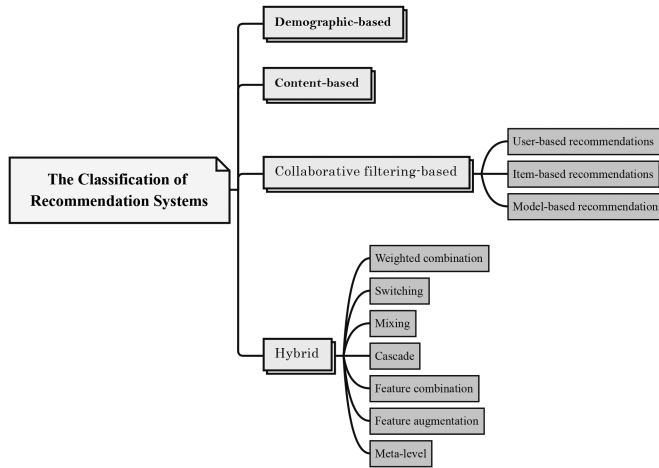 Demographic-based
Content-based
The Classification of
Recommendation Systems
Collaborative filtering-based
User-based recommendations
Item-based recommendations
Model-based recommendations
Hybrid
Weighted combination
Switching
Mixing
Cascade
Feature combination
Feature augmentation
Meta-level